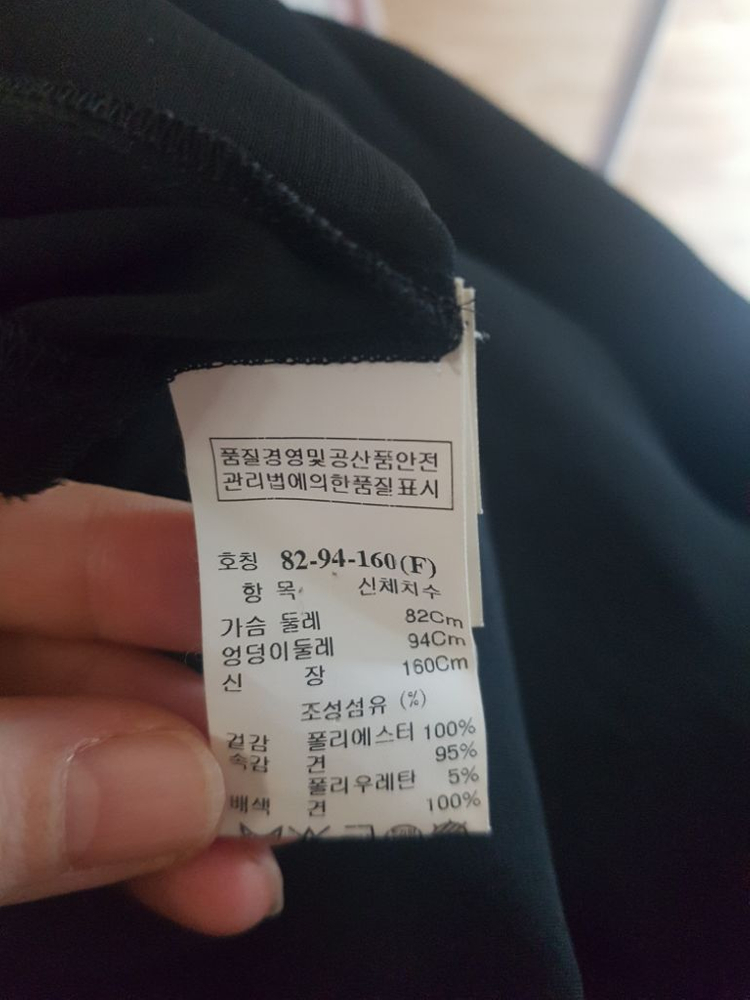 품질경영및공산품안전
관리법에의한품질표시
호칭 82-94-160(F)
항 목 신체치수
가슴 둘레 82Cm
엉덩이둘레 94Cm
신 장 160Cm
조성섬유 (%)
겉감 폴리에스터 100%
속감 견 95%
폴리우레탄 5%
배색 견 100%